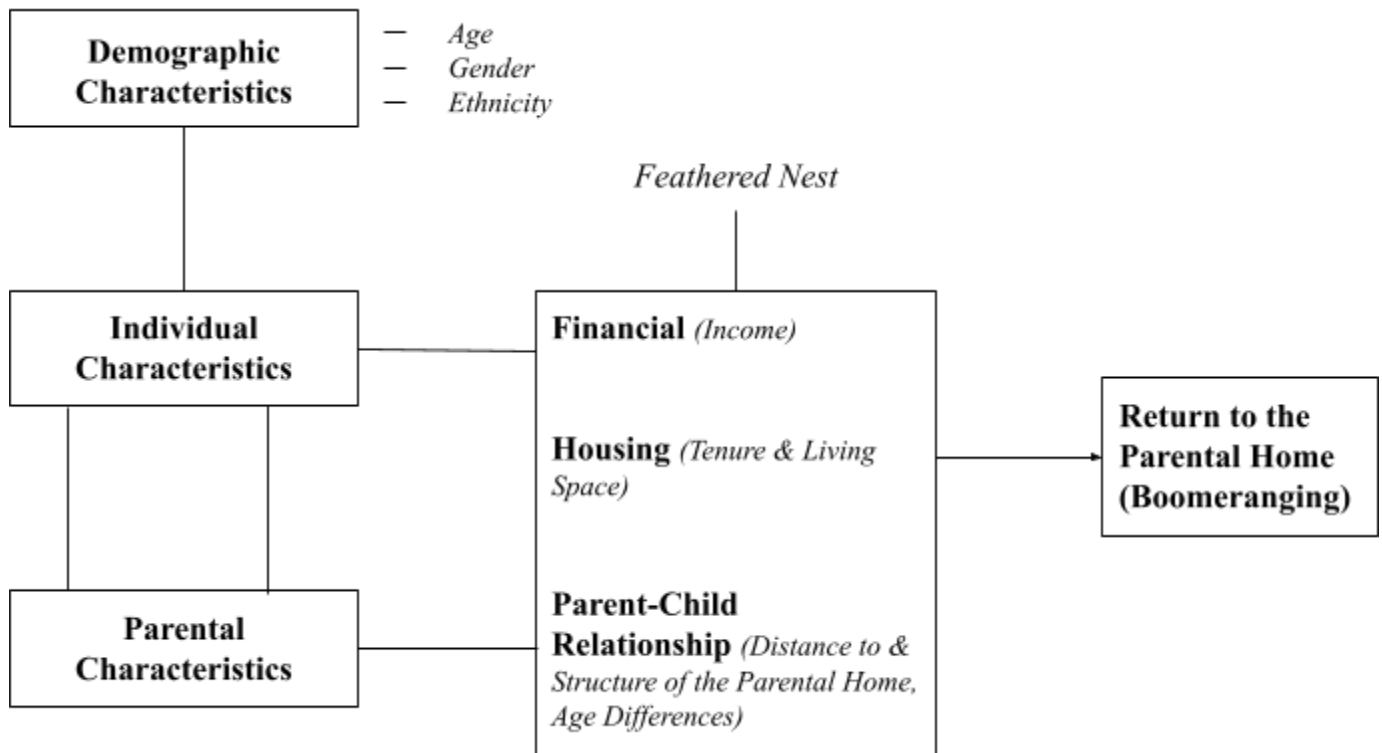 Demographic
Characteristics
— Age
— Gender
— Ethnicity
Feathered Nest
Individual
Characteristics
Financial (Income)
Housing (Tenure & Living
Space)
Return to the
Parental Home
(Boomeranging)
Parental
Characteristics
Parent-Child
Relationship (Distance to &
Structure of the Parental Home,
Age Differences)